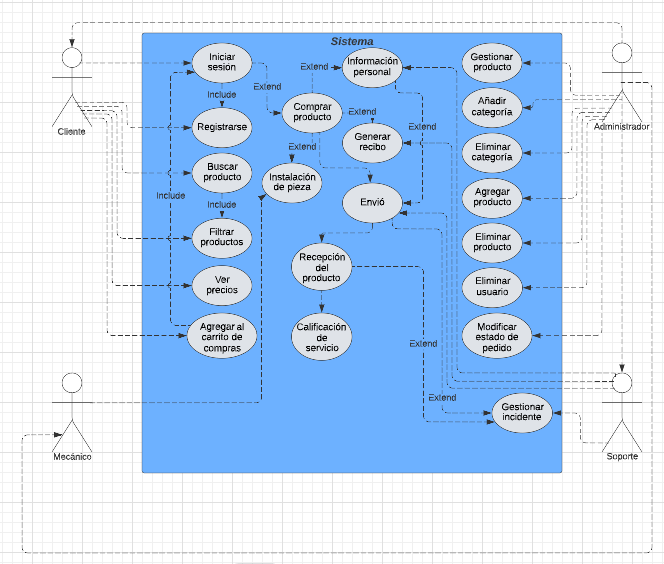 Sistema
Iniciar
sesión
Include
Extend
Registrarse
Buscar
producto
Include
Include
Filtrar
productos
Ver
precios
Agregar al
carrito de
compras
Extend
Información
personal
Comprar
producto
Extend
Extend
Generar
recibo
Extend
Instalación
de pieza
Envió
Recepción
del
producto
Extend
Calificación
de
servicio
Extend
Gestionar
producto
Añadir
categoría
Eliminar
categoría
Agregar
producto
Eliminar
producto
Eliminar
usuario
Modificar
estado de
pedido
Gestionar
incidente
Cliente
Administrador
Mecánico
Soporte